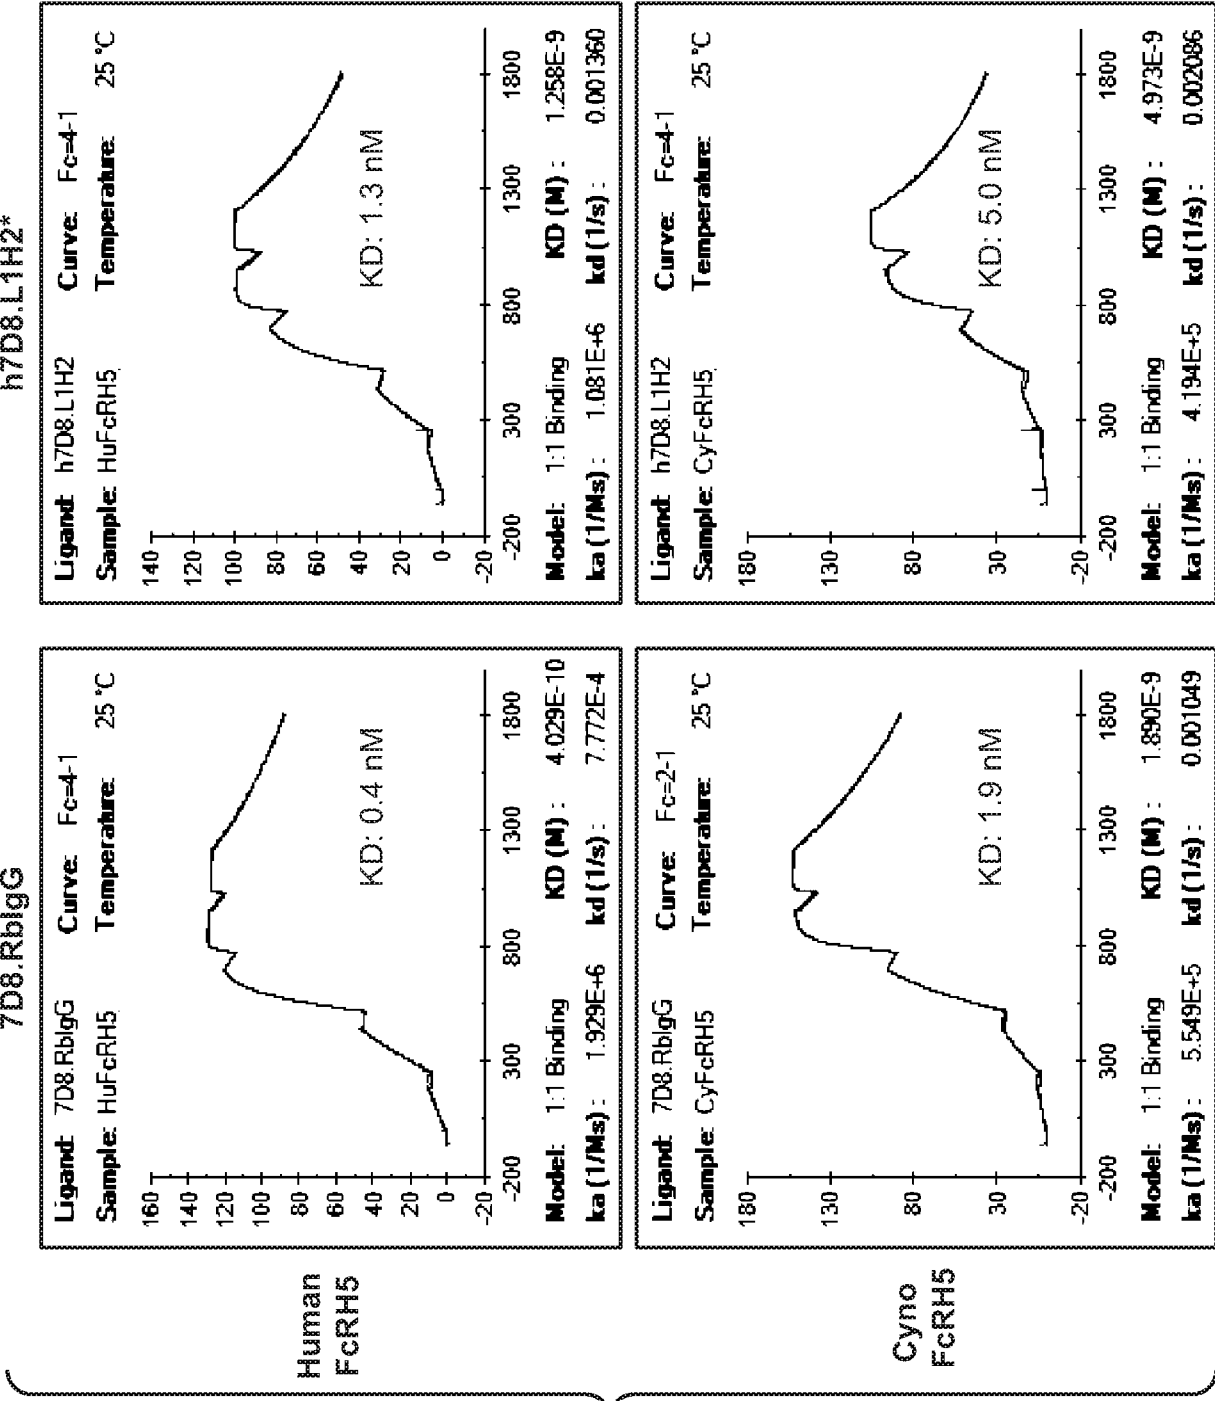 7D8.RbIgG
h7D8.L1H2*
Human
FcRH5
Ligand: 7D8.RbIgG Curve: Fc=4-1
Sample: HuFcRH5 Temperature: 25 °C
160
140
120
100
80
60
40
20
0
-20
-200 300 800 1300 1800
KD: 0.4 nM
Model: 1:1 Binding KD (M) : 4.029E-10
ka (1/Ms) : 1.929E+6 kd (1/s) : 7.772E-4
Ligand: h7D8.L1H2 Curve: Fc=4-1
Sample: HuFcRH5 Temperature: 25 °C
140
120
100
80
60
40
20
0
-20
-200 300 800 1300 1800
KD: 1.3 nM
Model: 1:1 Binding KD (M) : 1.258E-9
ka (1/Ms) : 1.081E+6 kd (1/s) : 0.001360
Cyno
FcRH5
Ligand: 7D8.RbIgG Curve: Fc=2-1
Sample: CyFcRH5 Temperature: 25 °C
180
130
80
30
-20
-200 300 800 1300 1800
KD: 1.9 nM
Model: 1:1 Binding KD (M) : 1.890E-9
ka (1/Ms) : 5.549E+5 kd (1/s) : 0.001049
Ligand: h7D8.L1H2 Curve: Fc=4-1
Sample: CyFcRH5 Temperature: 25 °C
180
130
80
30
-20
-200 300 800 1300 1800
KD: 5.0 nM
Model: 1:1 Binding KD (M) : 4.973E-9
ka (1/Ms) : 4.194E+5 kd (1/s) : 0.002086